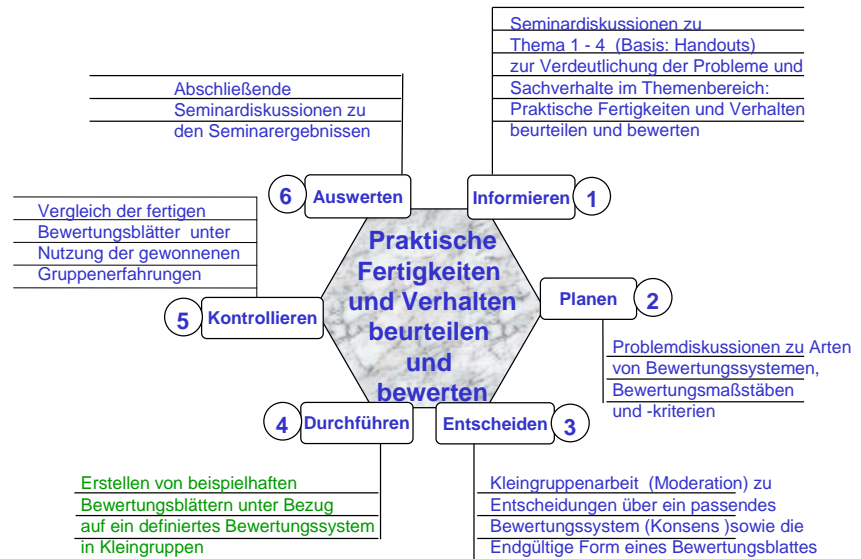 Praktische
Fertigkeiten
und Verhalten
beurteilen
und
bewerten
Informieren 1
Seminardiskussionen zu
Thema 1 - 4 (Basis: Handouts)
zur Verdeutlichung der Probleme und
Sachverhalte im Themenbereich:
Praktische Fertigkeiten und Verhalten
beurteilen und bewerten
Planen 2
Problemdiskussionen zu Arten
von Bewertungssystemen,
Bewertungsmaßstäben
und -kriterien
Entscheiden 3
Kleingruppenarbeit (Moderation) zu
Entscheidungen über ein passendes
Bewertungssystem (Konsens )sowie die
Endgültige Form eines Bewertungsblattes
4 Durchführen
Erstellen von beispielhaften
Bewertungsblättern unter Bezug
auf ein definiertes Bewertungssystem
in Kleingruppen
5 Kontrollieren
Vergleich der fertigen
Bewertungsblätter unter
Nutzung der gewonnenen
Gruppenerfahrungen
6 Auswerten
Abschließende
Seminardiskussionen zu
den Seminarergebnissen